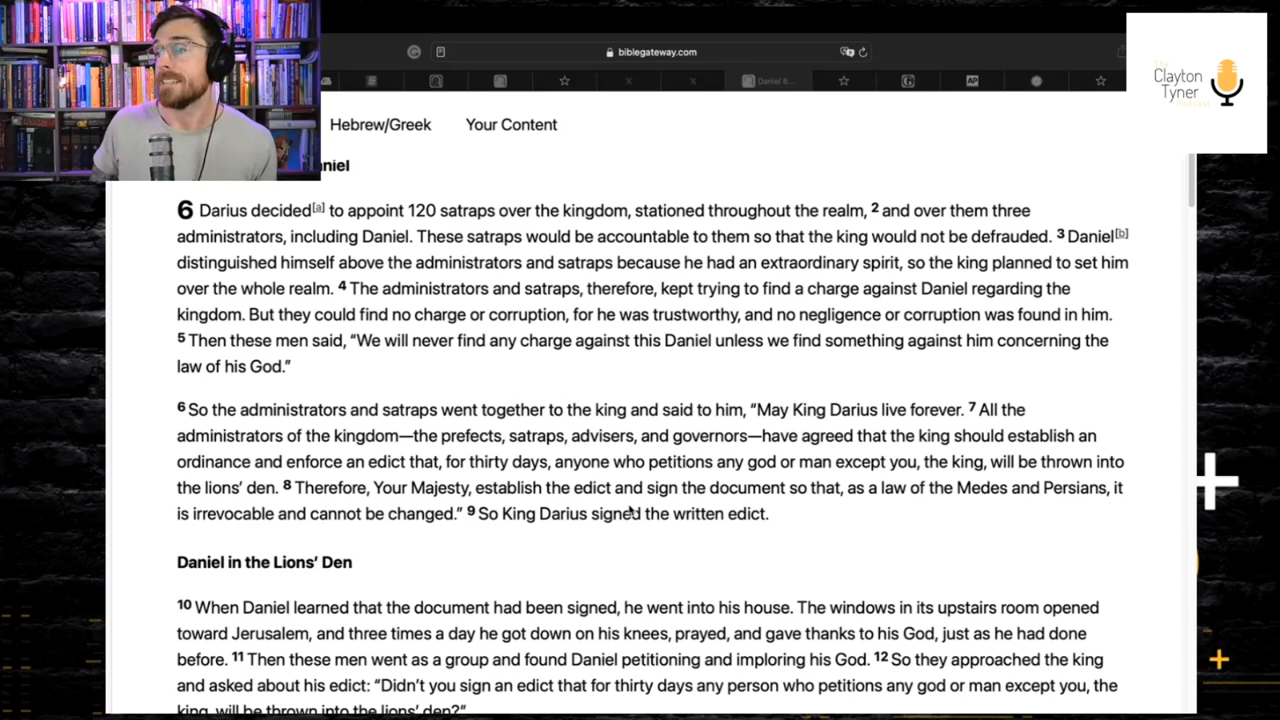 biblegateway.com
Daniel 6...
AP
The
Clayton
Tyner
Podcast
Hebrew/Greek Your Content
niel
6 Darius decided[a] to appoint 120 satraps over the kingdom, stationed throughout the realm, 2 and over them three
administrators, including Daniel. These satraps would be accountable to them so that the king would not be defrauded. 3 Daniel[b]
distinguished himself above the administrators and satraps because he had an extraordinary spirit, so the king planned to set him
over the whole realm. 4 The administrators and satraps, therefore, kept trying to find a charge against Daniel regarding the
kingdom. But they could find no charge or corruption, for he was trustworthy, and no negligence or corruption was found in him.
5 Then these men said, “We will never find any charge against this Daniel unless we find something against him concerning the
law of his God.”
6 So the administrators and satraps went together to the king and said to him, “May King Darius live forever. 7 All the
administrators of the kingdom—the prefects, satraps, advisers, and governors—have agreed that the king should establish an
ordinance and enforce an edict that, for thirty days, anyone who petitions any god or man except you, the king, will be thrown into
the lions’ den. 8 Therefore, Your Majesty, establish the edict and sign the document so that, as a law of the Medes and Persians, it
is irrevocable and cannot be changed.” 9 So King Darius signed the written edict.
Daniel in the Lions’ Den
10 When Daniel learned that the document had been signed, he went into his house. The windows in its upstairs room opened
toward Jerusalem, and three times a day he got down on his knees, prayed, and gave thanks to his God, just as he had done
before. 11 Then these men went as a group and found Daniel petitioning and imploring his God. 12 So they approached the king
and asked about his edict: “Didn’t you sign an edict that for thirty days any person who petitions any god or man except you, the
king, will be thrown into the lions’ den?”